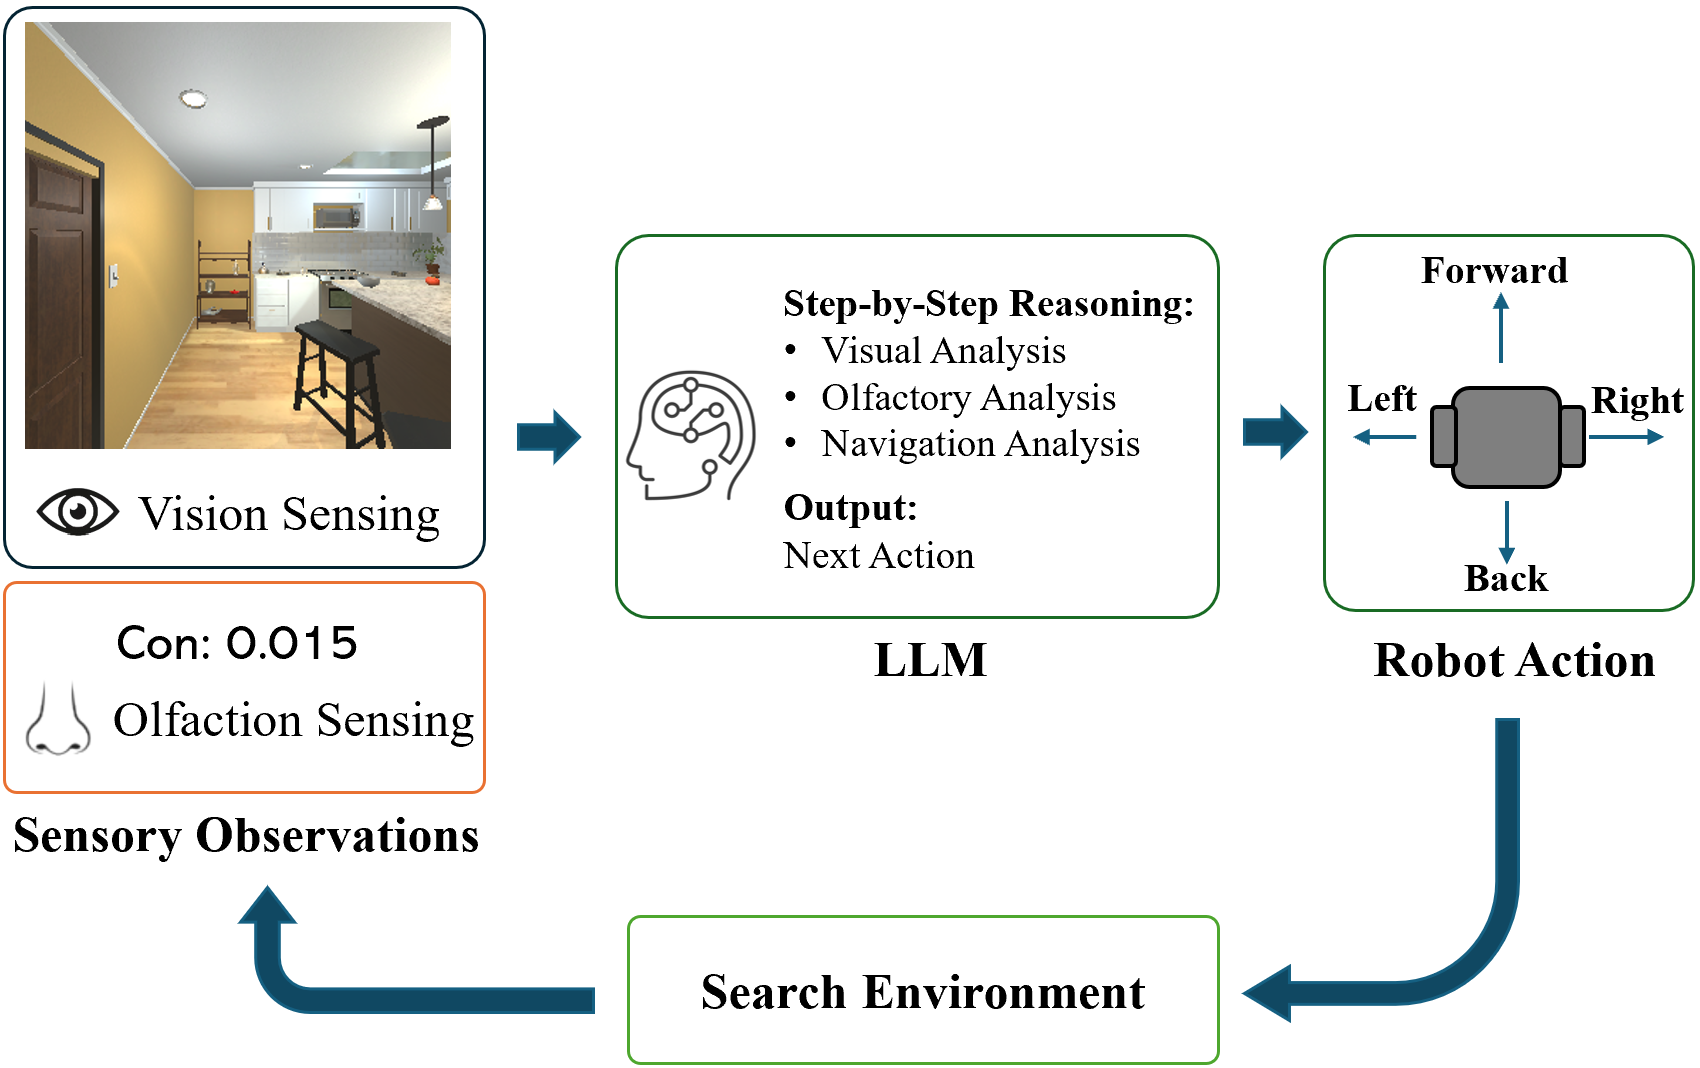 Vision Sensing
Con: 0.015
Olfaction Sensing
Sensory Observations
Step-by-Step Reasoning:
• Visual Analysis
• Olfactory Analysis
• Navigation Analysis
Output:
Next Action
LLM
Forward
Left
Right
Back
Robot Action
Search Environment